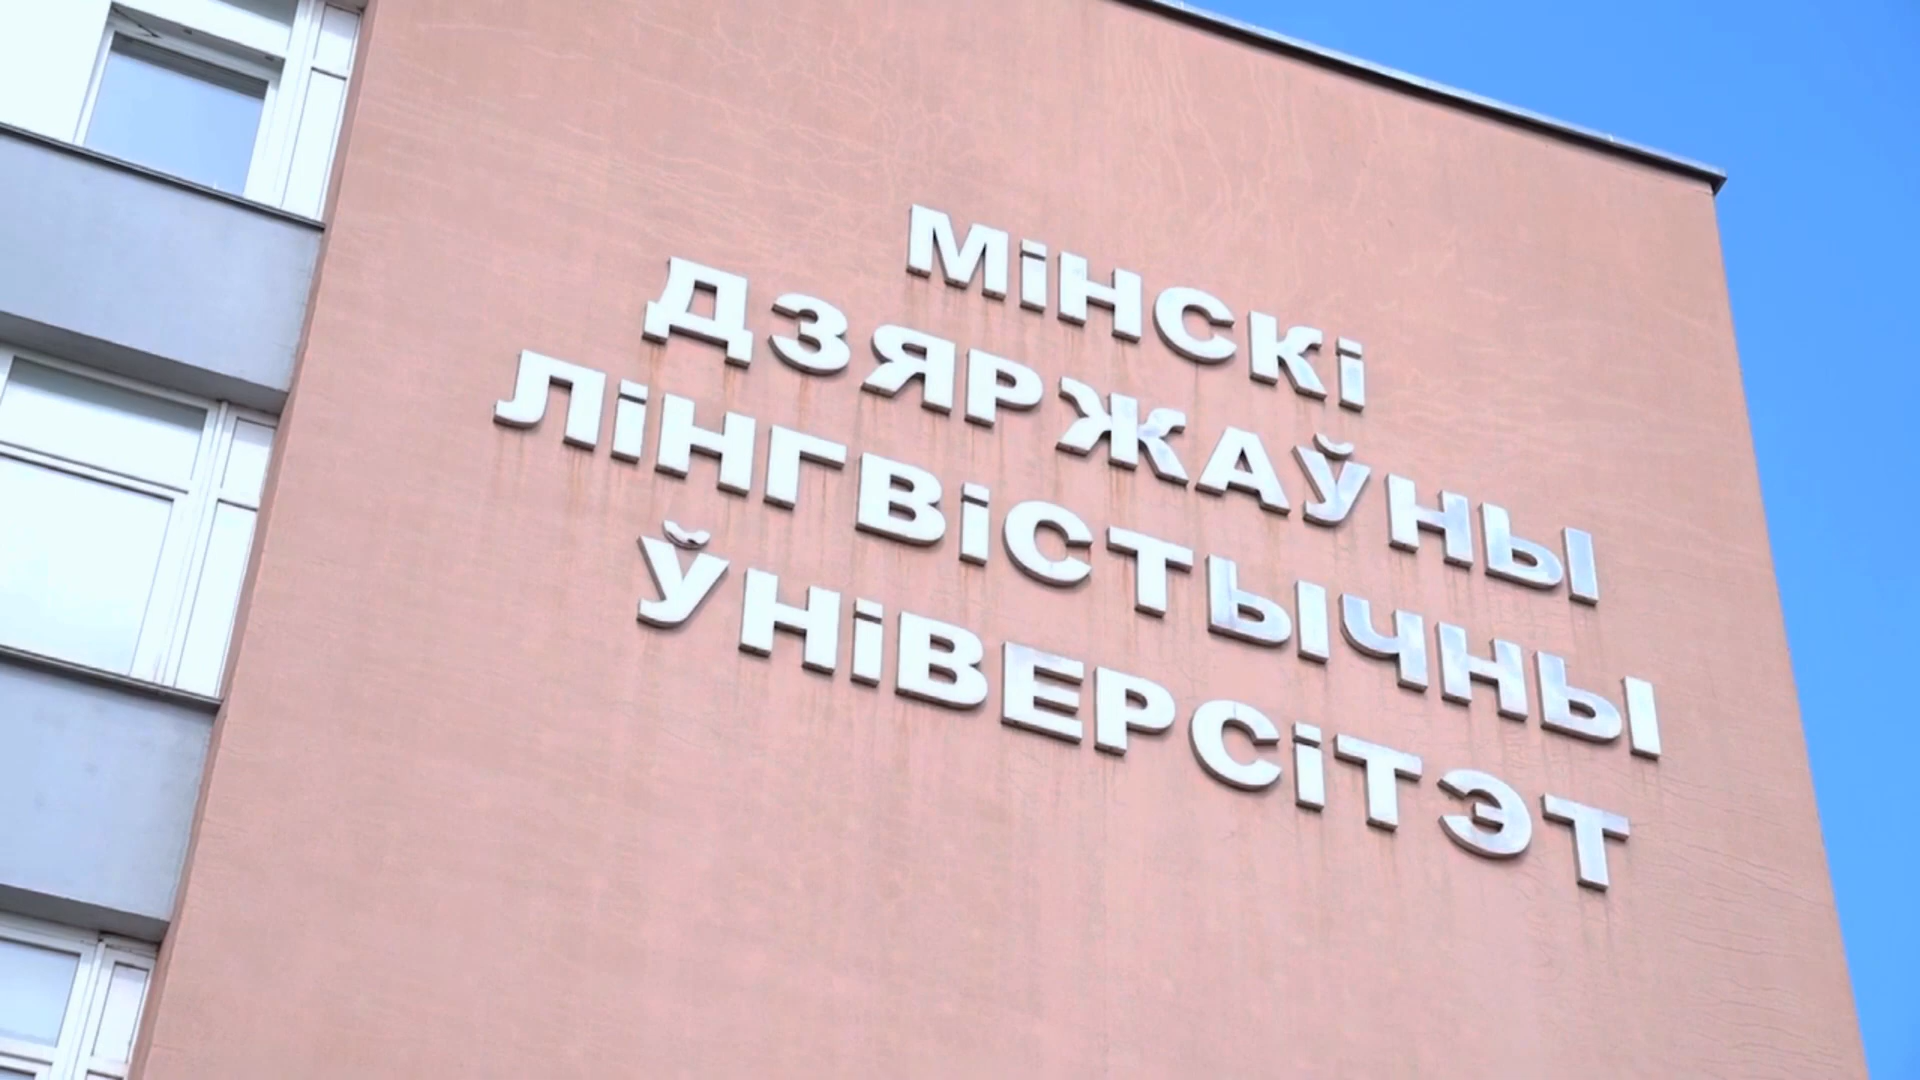 Мінскі
дзяржаўны
лінгвістычны
ўніверсітэт